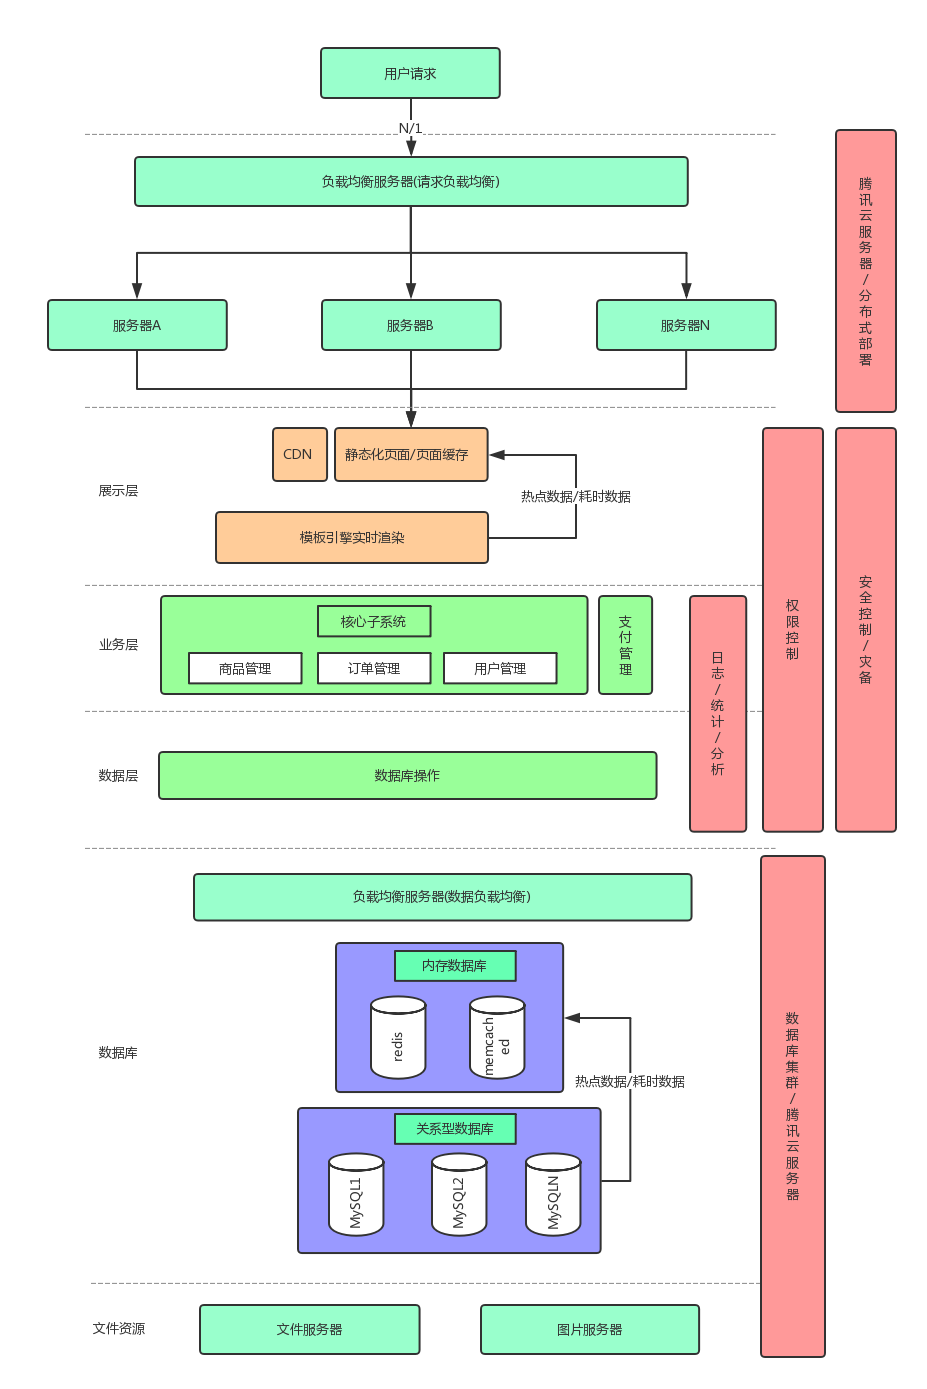 用户请求
N/1
负载均衡服务器(请求负载均衡)
服务器A
服务器B
服务器N
腾讯云服务器/分布式部署
展示层
CDN
静态化页面/页面缓存
热点数据/耗时数据
模板引擎实时渲染
业务层
核心子系统
商品管理
订单管理
用户管理
支付管理
日志/统计/分析
权限控制
安全控制/灾备
数据层
数据库操作
负载均衡服务器(数据负载均衡)
数据库
内存数据库
redis
memcach
ed
热点数据/耗时数据
关系型数据库
MySQL1
MySQL2
MySQLN
数据库集群/腾讯云服务器
文件资源
文件服务器
图片服务器